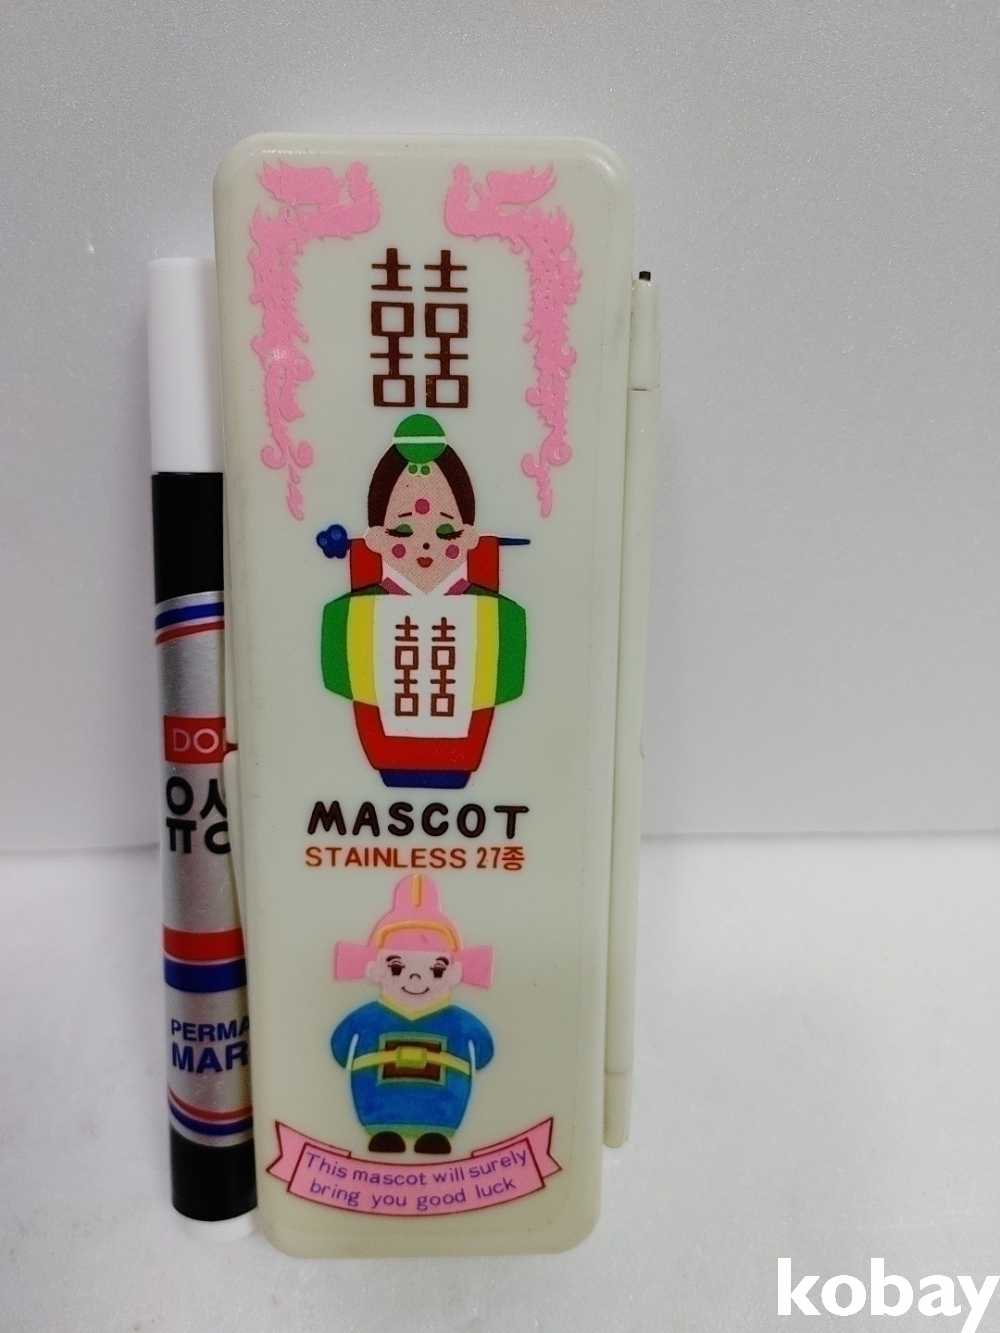 囍
囍
MASCOT
STAINLESS 27종
This mascot will surely
bring you good luck
유성
PERMA
MAR
kobay